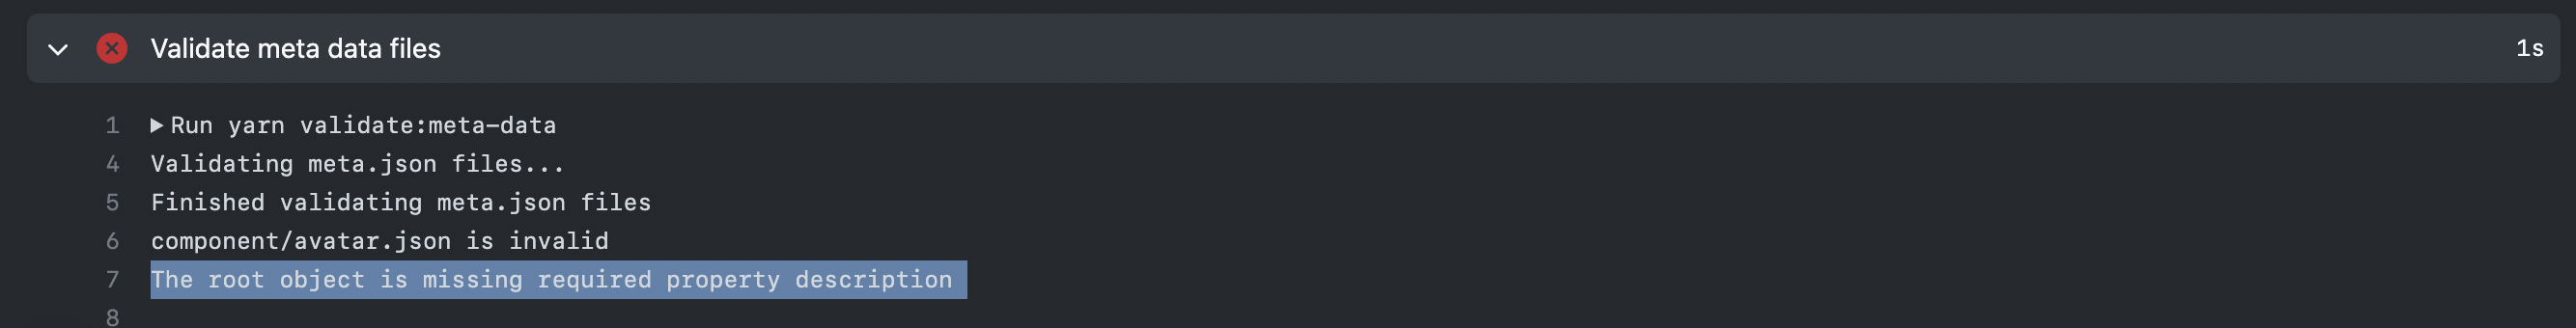 Validate meta data files 1s
1 Run yarn validate:meta-data
4 Validating meta.json files...
5 Finished validating meta.json files
6 component/avatar.json is invalid
7 The root object is missing required property description
8